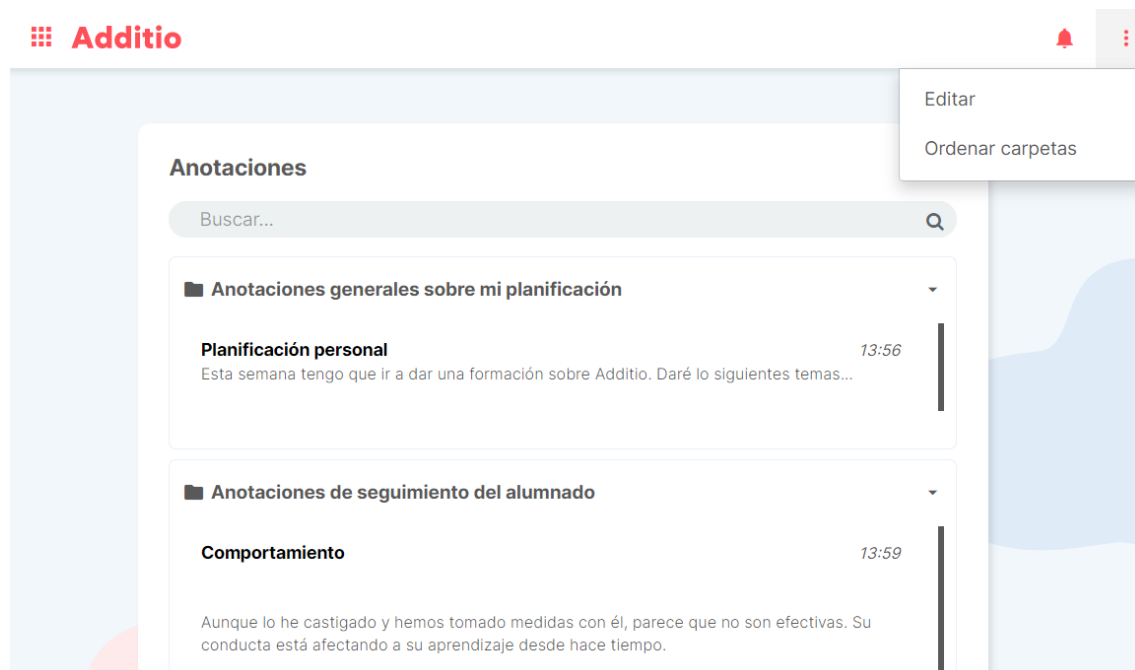 Additio
Editar
Ordenar carpetas
Anotaciones
Buscar...
Anotaciones generales sobre mi planificación
Planificación personal 13:56
Esta semana tengo que ir a dar una formación sobre Additio. Daré lo siguientes temas...
Anotaciones de seguimiento del alumnado
Comportamiento 13:59
Aunque lo he castigado y hemos tomado medidas con él, parece que no son efectivas. Su
conducta está afectando a su aprendizaje desde hace tiempo.